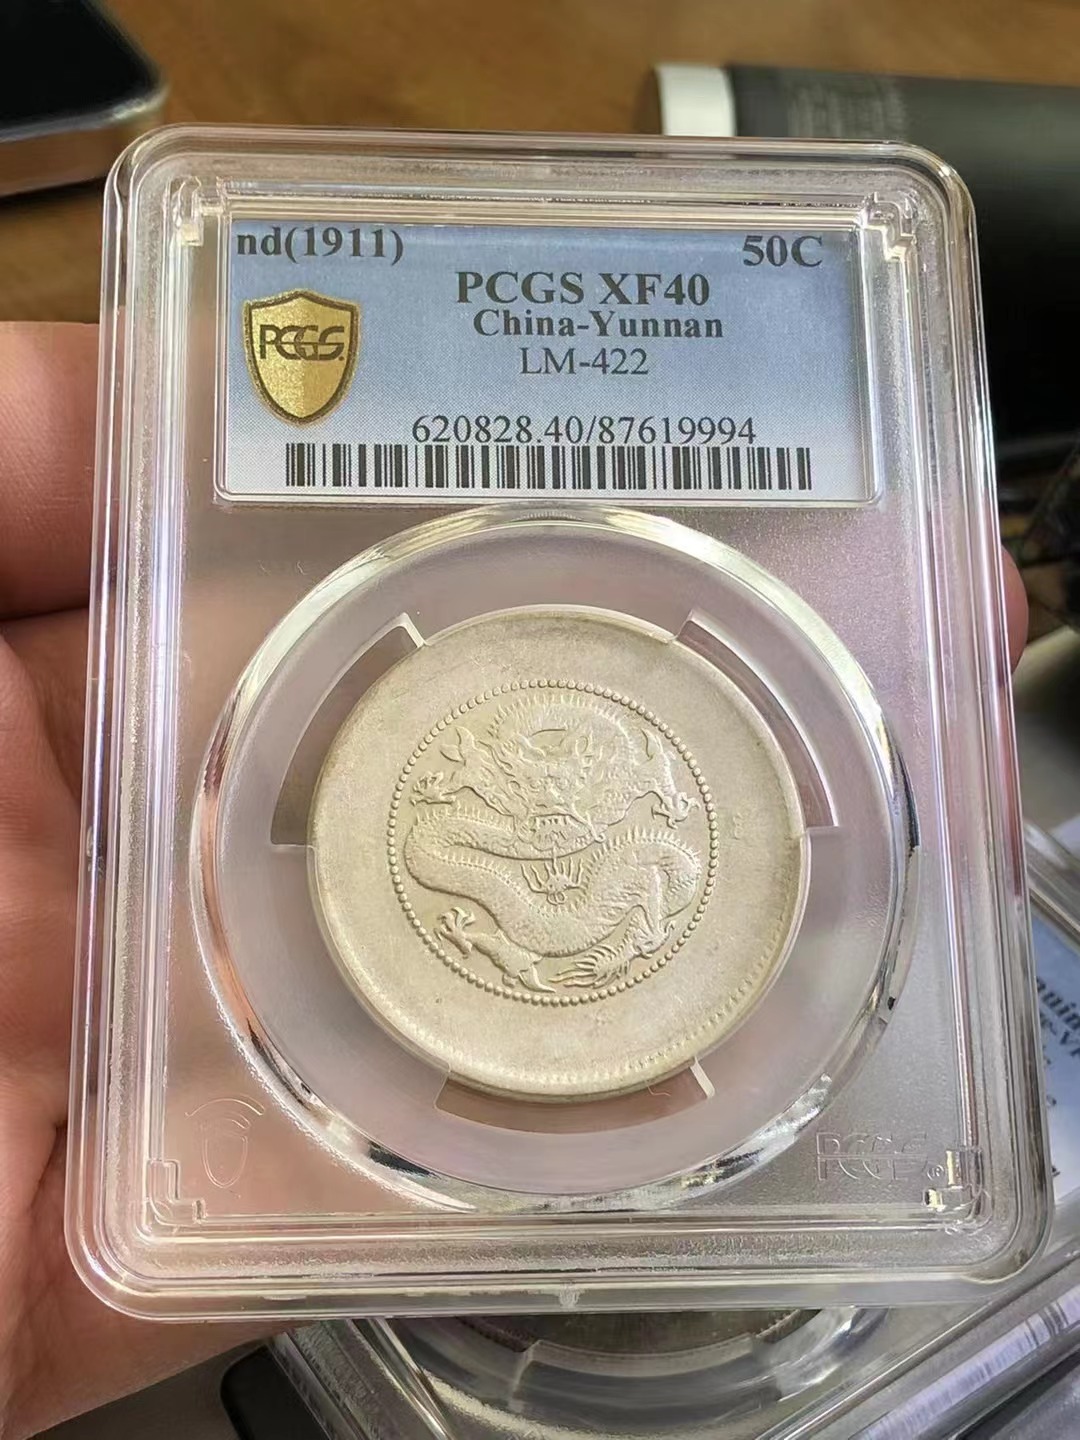 nd(1911) 50C
PCGS XF40
China-Yunnan
PCGS
LM-422
620828.40/87619994
PCGS